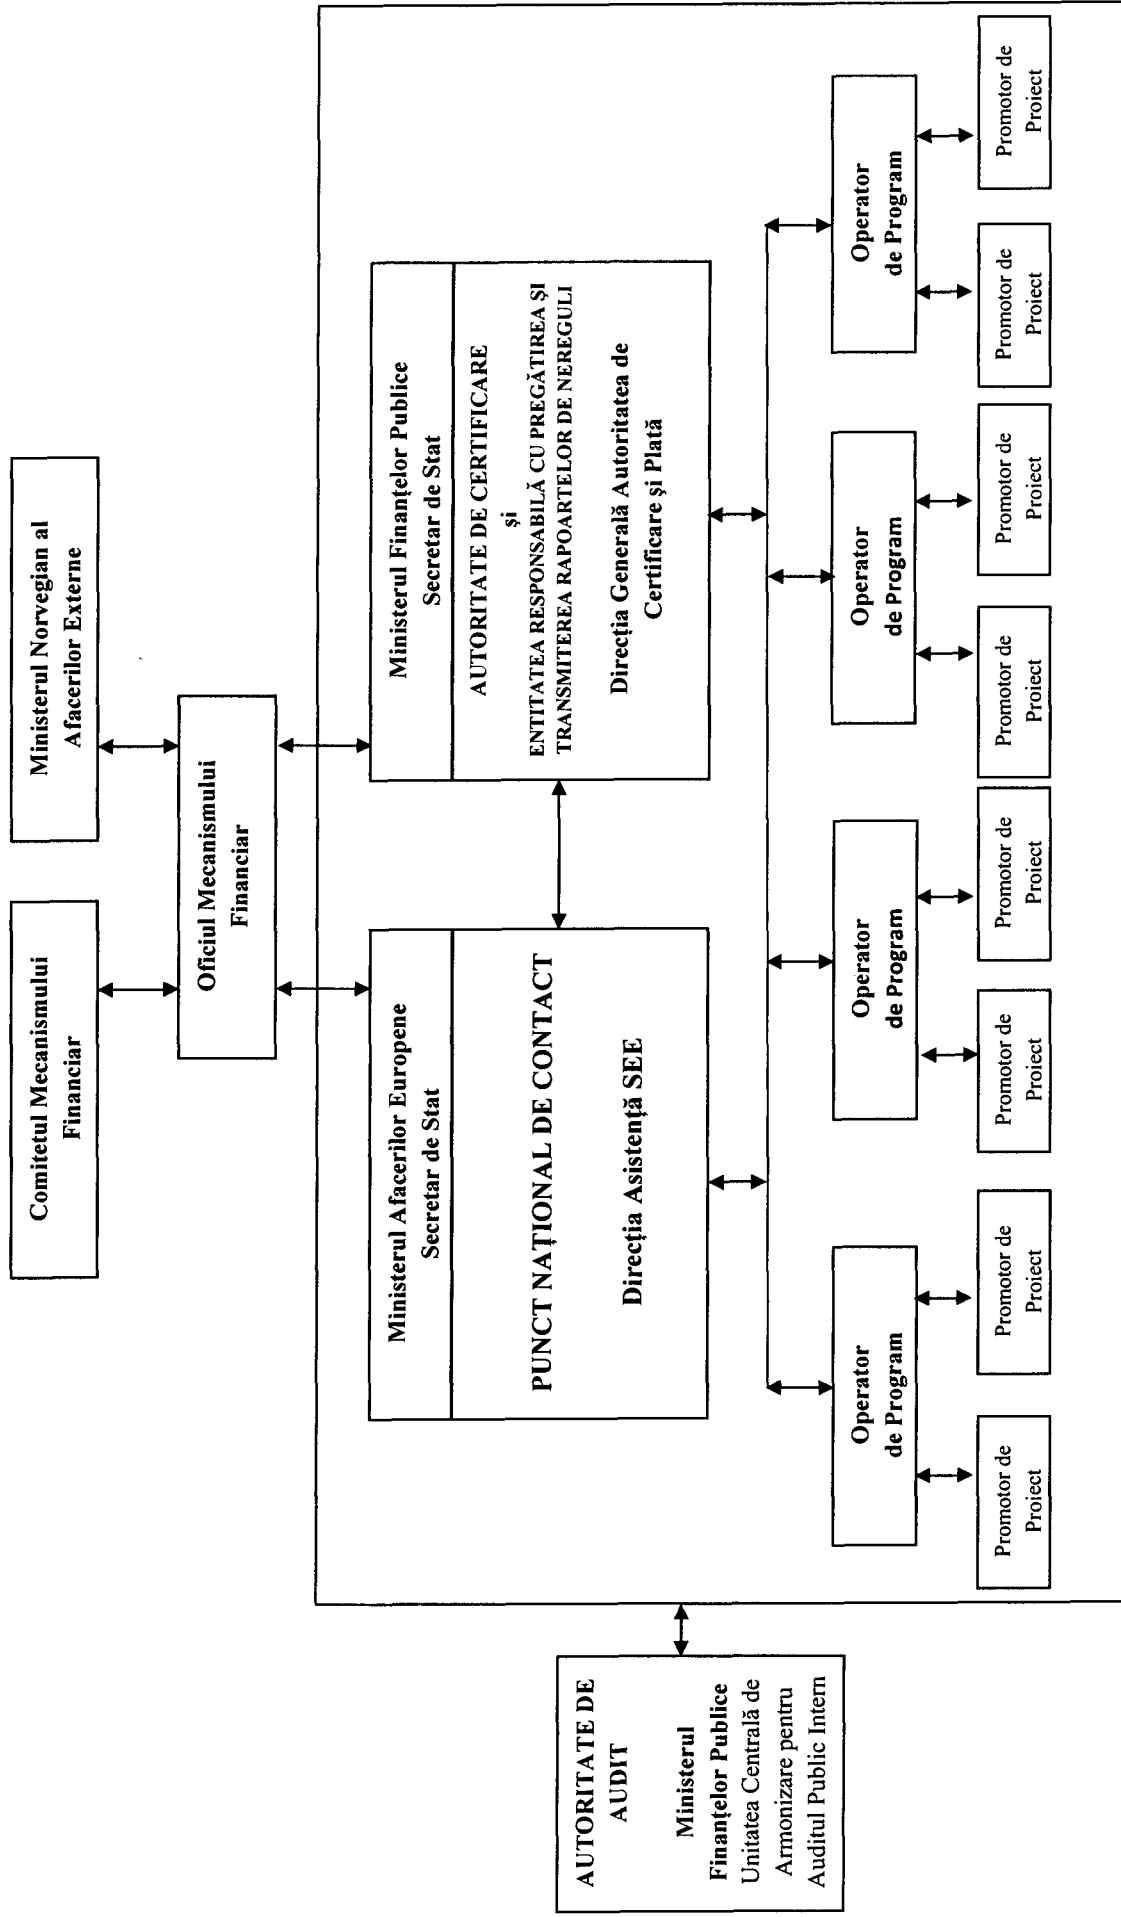 Comitetul Mecanismului
Financiar
Ministerul Norvegian al
Afacerilor Externe
Oficiul Mecanismului
Financiar
AUTORITATE DE
AUDIT
Ministerul
Finanțelor Publice
Unitatea Centrală de
Armonizare pentru
Auditul Public Intern
Ministerul Afacerilor Europene
Secretar de Stat
PUNCT NAȚIONAL DE CONTACT
Direcția Asistență SEE
Ministerul Finanțelor Publice
Secretar de Stat
AUTORITATE DE CERTIFICARE
și
ENTITATEA RESPONSABILĂ CU PREGĂTIREA ȘI
TRANSMITEREA RAPOARTELOR DE NEREGULI
Direcția Generală Autoritatea de
Certificare și Plată
Operator
de Program
Operator
de Program
Operator
de Program
Operator
de Program
Promotor de
Proiect
Promotor de
Proiect
Promotor de
Proiect
Promotor de
Proiect
Promotor de
Proiect
Promotor de
Proiect
Promotor de
Proiect
Promotor de
Proiect